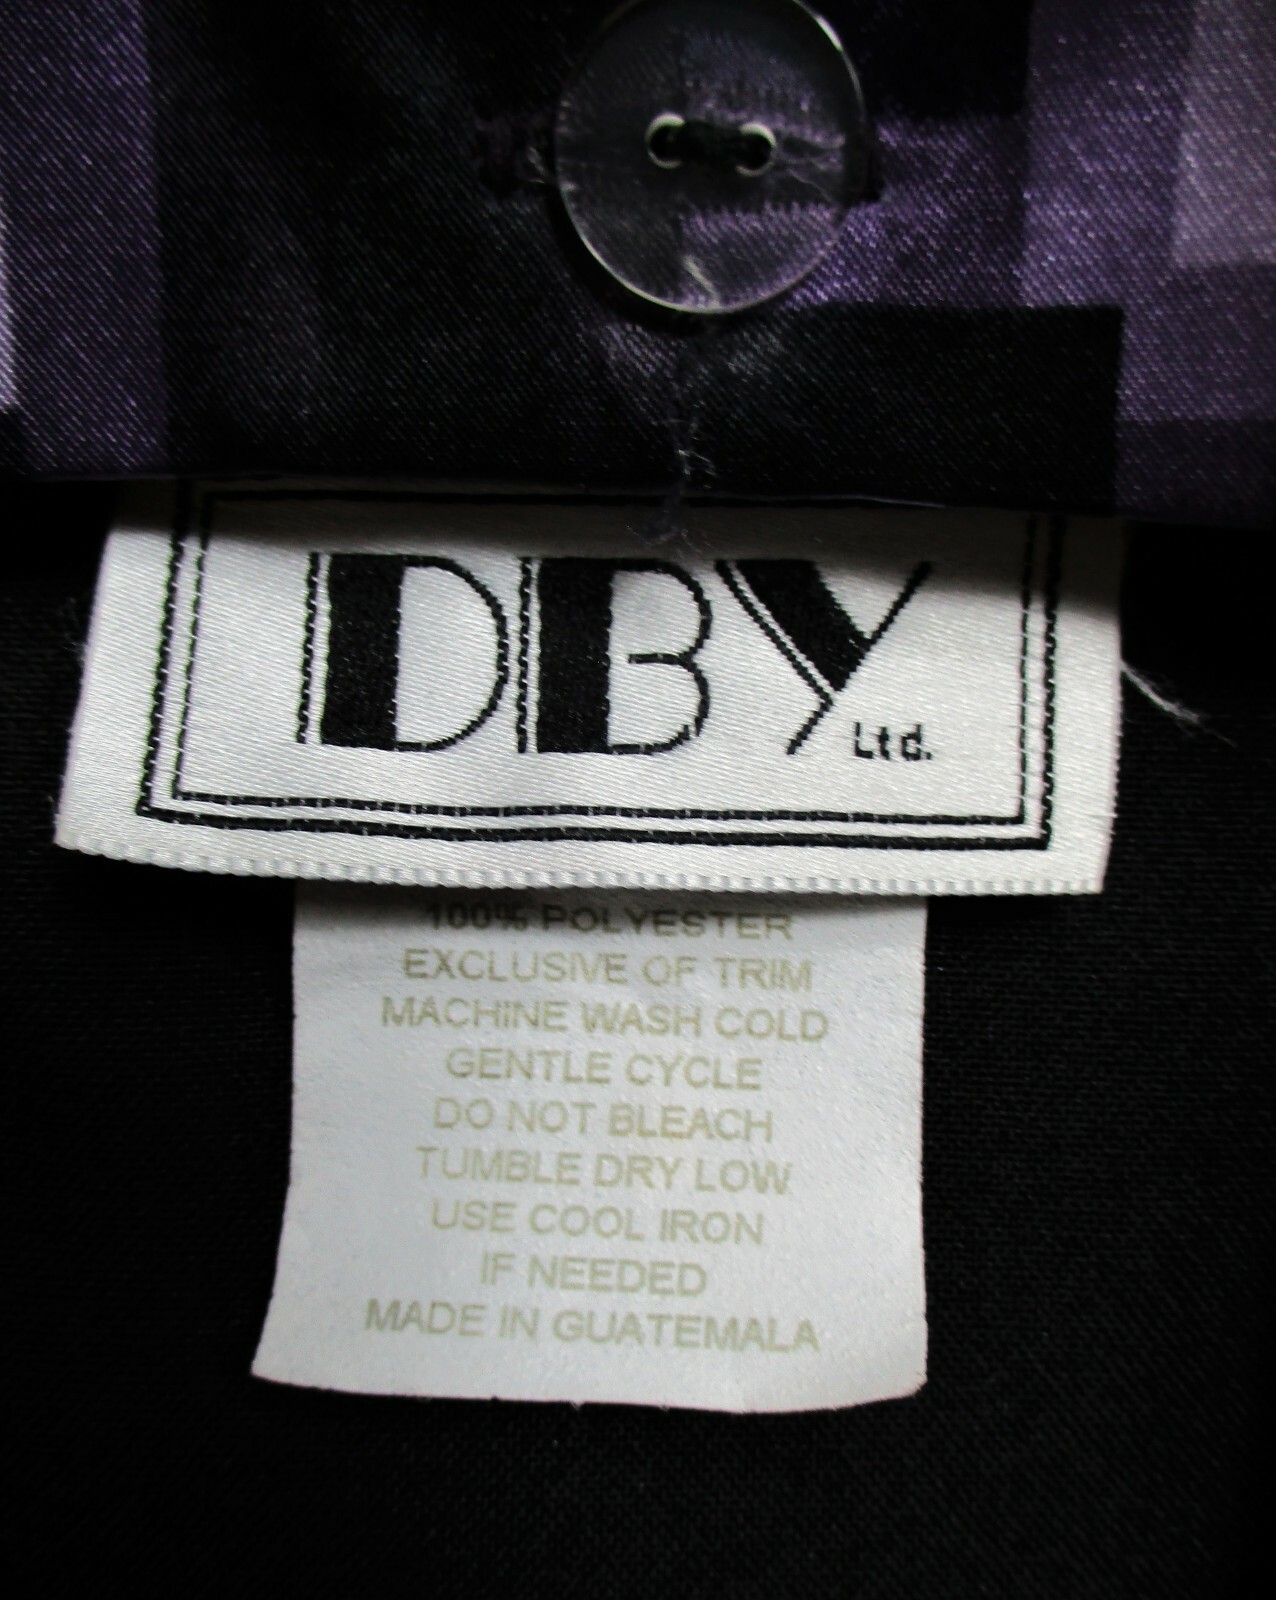 DBY Ltd.
100% POLYESTER
EXCLUSIVE OF TRIM
MACHINE WASH COLD
GENTLE CYCLE
DO NOT BLEACH
TUMBLE DRY LOW
USE COOL IRON
IF NEEDED
MADE IN GUATEMALA